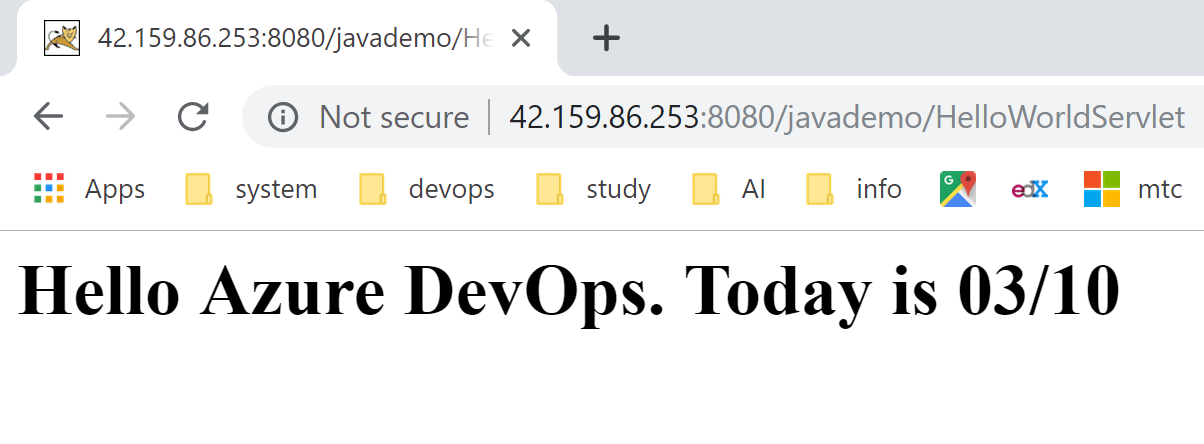 42.159.86.253:8080/javademo/He
Not secure 42.159.86.253:8080/javademo/HelloWorldServlet
Apps system devops study AI info G edX mtc
Hello Azure DevOps. Today is 03/10